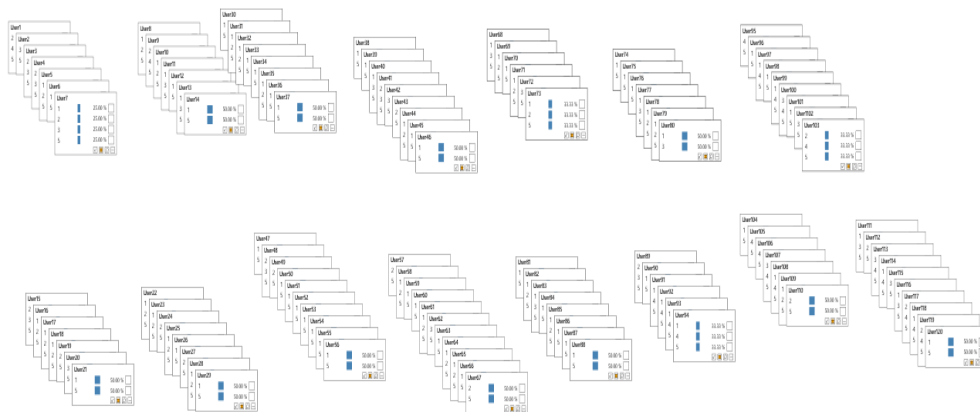 User1
User2
User3
User4
User5
User6
User7
1 25.00 %
2 25.00 %
3 25.00 %
5 25.00 %
User8
User9
User10
User11
User12
User13
User14
1 50.00 %
5 50.00 %
User30
User31
User32
User33
User34
User35
User36
User37
1 50.00 %
5 50.00 %
User38
User39
User40
User41
User42
User43
User44
User45
User46
1 50.00 %
5 50.00 %
User68
User69
User70
User71
User72
User73
1 33.33 %
2 33.33 %
5 33.33 %
User74
User75
User76
User77
User78
User79
User80
1 50.00 %
3 50.00 %
User95
User96
User97
User98
User99
User100
User101
User102
User103
2 33.33 %
4 33.33 %
5 33.33 %
User15
User16
User17
User18
User19
User20
User21
1 50.00 %
5 50.00 %
User22
User23
User24
User25
User26
User27
User28
User29
1 50.00 %
5 50.00 %
User47
User48
User49
User50
User51
User52
User53
User54
User55
User56
1 50.00 %
5 50.00 %
User57
User58
User59
User60
User61
User62
User63
User64
User65
User66
User67
2 50.00 %
5 50.00 %
User81
User82
User83
User84
User85
User86
User87
User88
1 50.00 %
5 50.00 %
User89
User90
User91
User92
User93
User94
1 33.33 %
4 33.33 %
5 33.33 %
User104
User105
User106
User107
User108
User109
User110
2 50.00 %
5 50.00 %
User111
User112
User113
User114
User115
User116
User117
User118
User119
User120
1 50.00 %
5 50.00 %